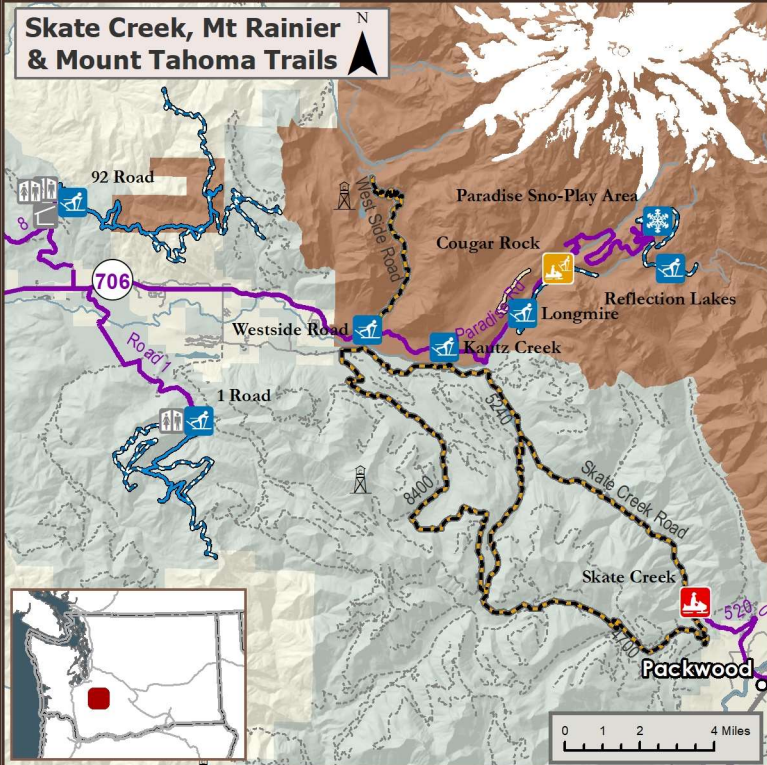 Skate Creek, Mt Rainier
& Mount Tahoma Trails
N
92 Road
West Side Road
Paradise Sno-Play Area
8
Cougar Rock
706
Reflection Lakes
Longmire
Paradise Rd
Westside Road
Kautz Creek
Road 1
1 Road
5240
8400
Skate Creek Road
Skate Creek
520
4700
Packwood
0 1 2 4 Miles